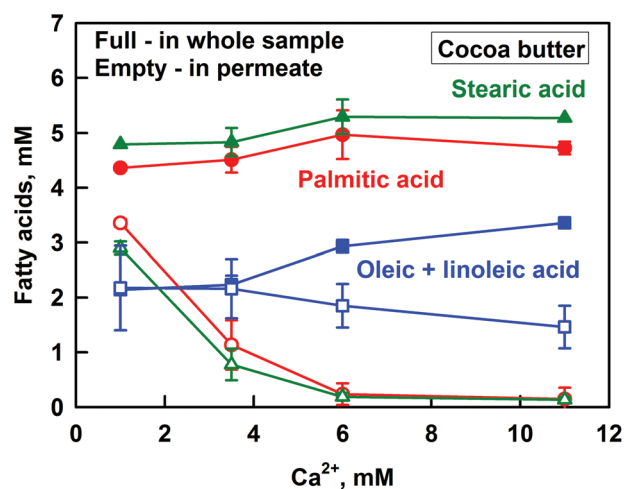 Full - in whole sample
Empty - in permeate
Cocoa butter
Stearic acid
Palmitic acid
Oleic + linoleic acid
Fatty acids, mM
7
6
5
4
3
2
1
0
0 2 4 6 8 10 12
Ca²⁺, mM